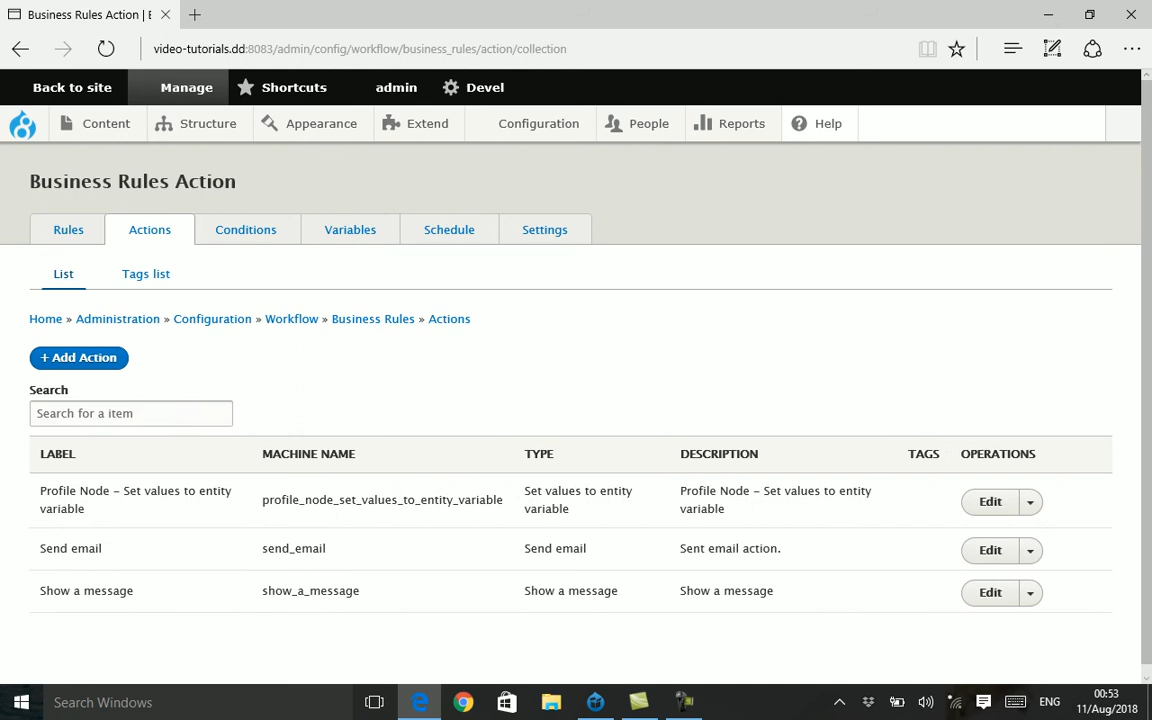 Business Rules Action | E
video-tutorials.dd:8083/admin/config/workflow/business_rules/action/collection
Back to site Manage Shortcuts admin Devel
Content Structure Appearance Extend Configuration People Reports Help
Business Rules Action
Rules Actions Conditions Variables Schedule Settings
List Tags list
Home » Administration » Configuration » Workflow » Business Rules » Actions
+ Add Action
Search
Search for a item
LABEL MACHINE NAME TYPE DESCRIPTION TAGS OPERATIONS
Profile Node – Set values to entity variable profile_node_set_values_to_entity_variable Set values to entity variable Profile Node – Set values to entity variable Edit
Send email send_email Send email Sent email action. Edit
Show a message show_a_message Show a message Show a message Edit
Search Windows ENG 00:53
11/Aug/2018